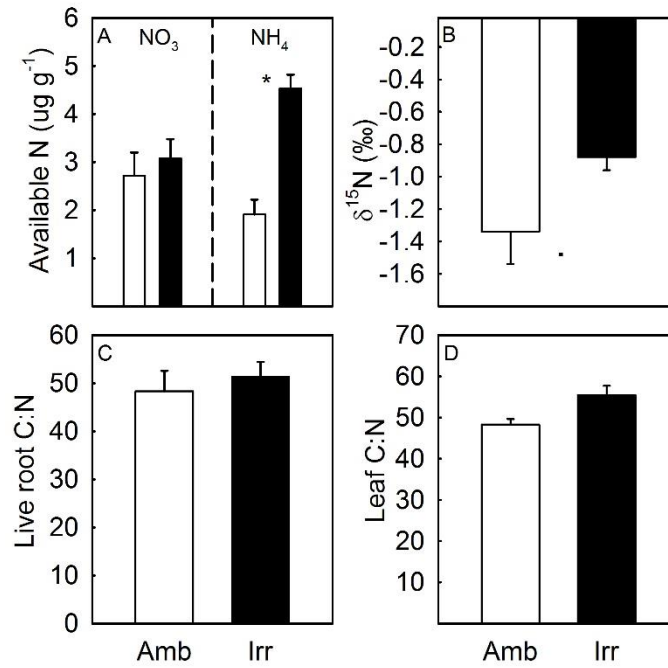 A
NO₃
NH₄
Available N (ug g⁻¹)
6
5
4
3
2
1
*
B
δ¹⁵N (‰)
-0.2
-0.4
-0.6
-0.8
-1.0
-1.2
-1.4
-1.6
C
Live root C:N
60
50
40
30
20
10
0
Amb
Irr
D
Leaf C:N
70
60
50
40
30
20
10
Amb
Irr